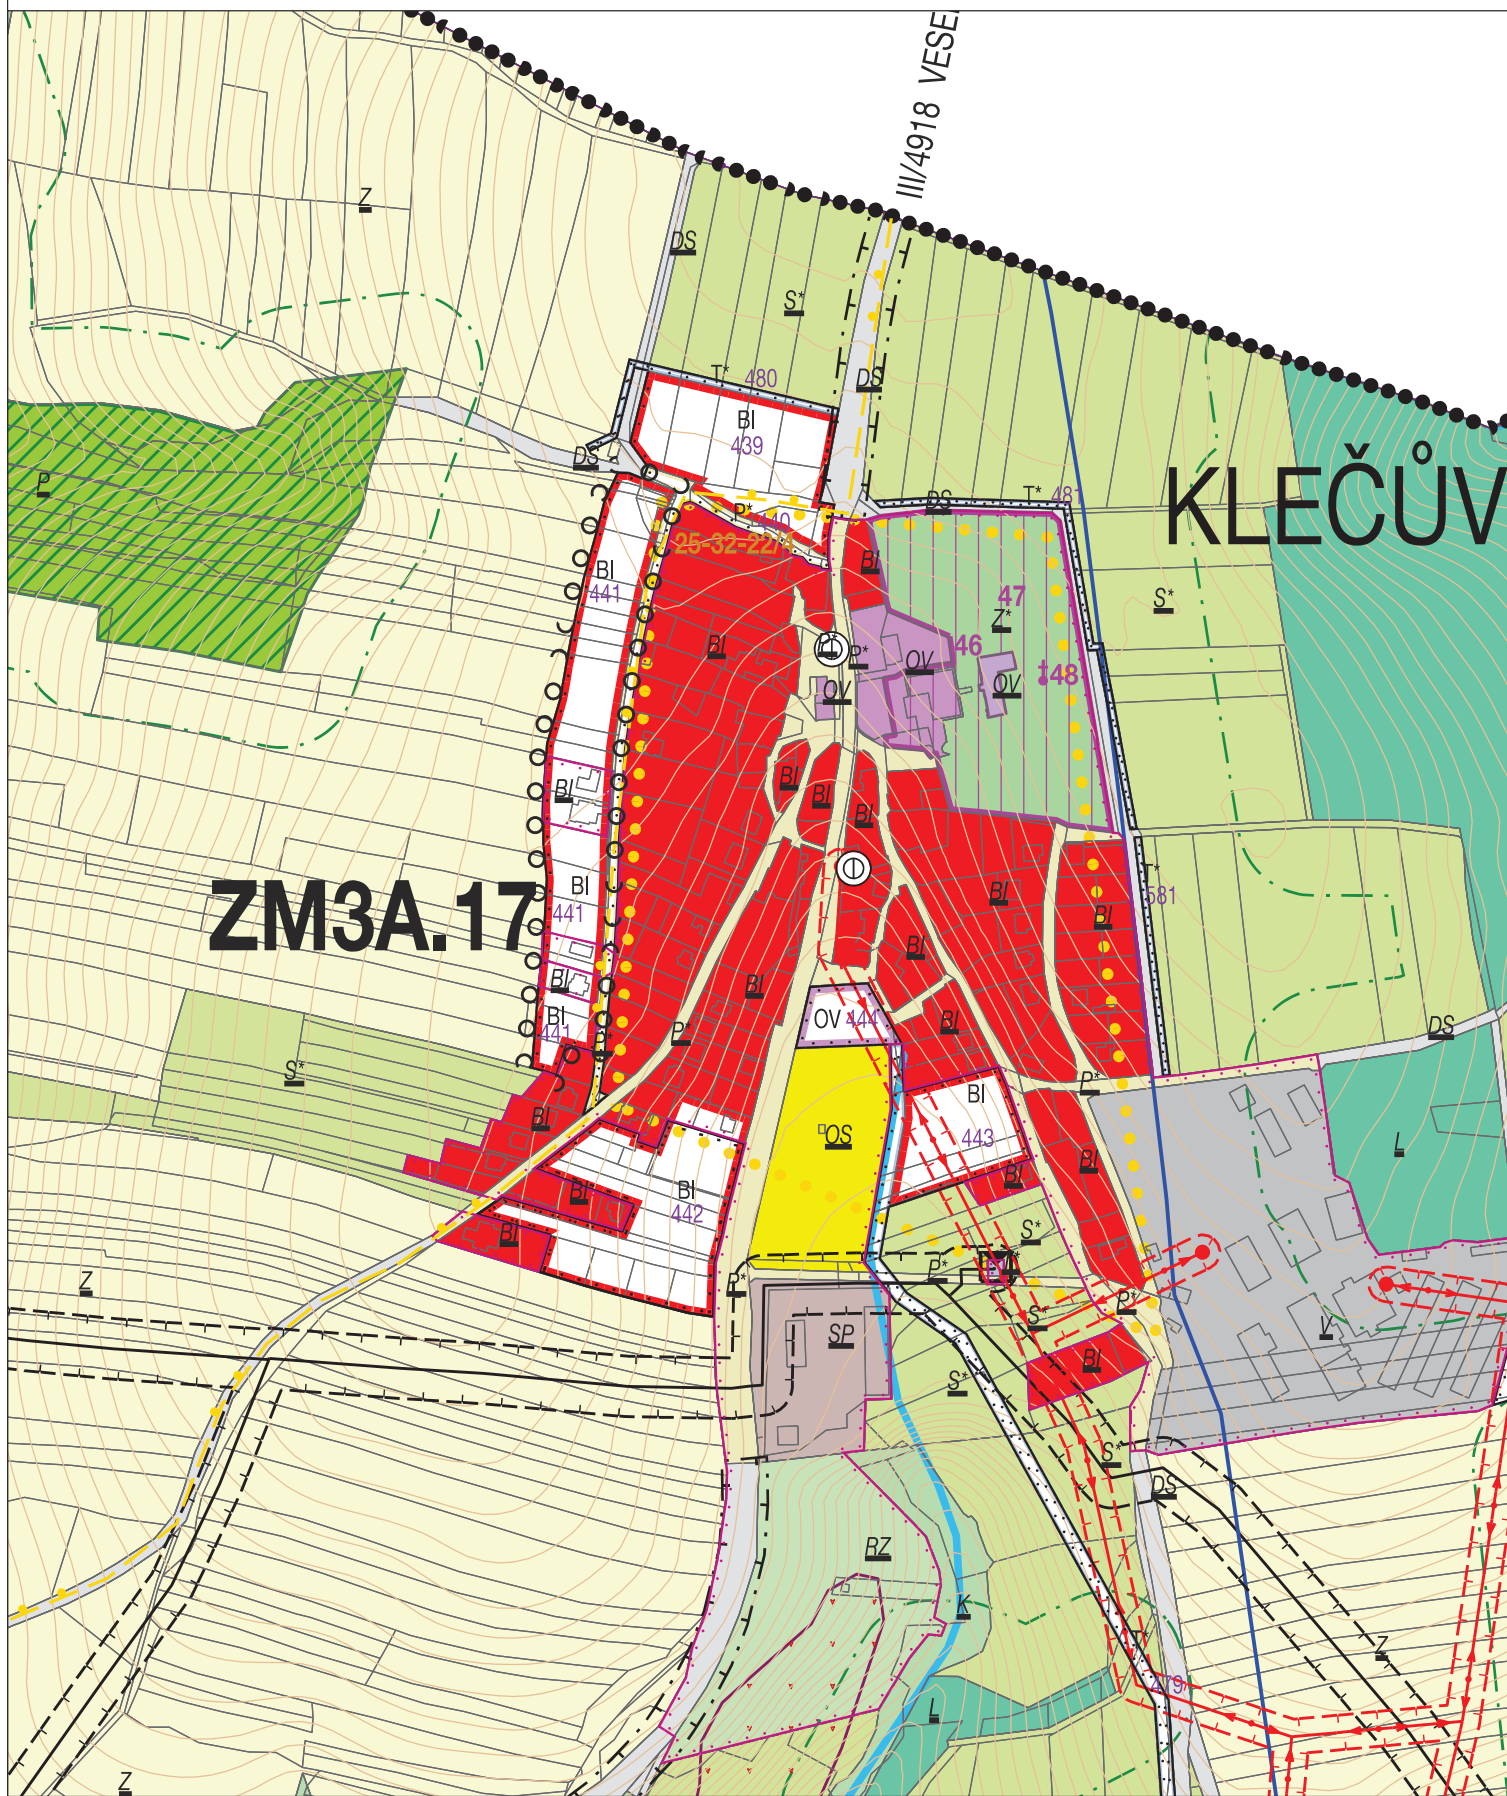 III/4918 VESE
Z
DS
S*
DS
T* 480
BI
439
DS
P
DS
T* 481
KLEČŮV
P*
440
25-32-22/4
BI
BI
441
47
Z*
S*
BI
P*
46
OV
OV
148
OV
BI
BI
BI
BI
T*
581
ZM3A.17
BI
441
BI
BI
BI
BI
BI
BI
441
OV 444
BI
P*
P*
DS
S*
P*
BI
443
BI
OS
L
BI
BI
BI
BI
442
BI
S*
Z
P*
P*
S*
P*
V
SP
BI
S*
S*
DS
RZ
K
T*
Z
479
L
Z